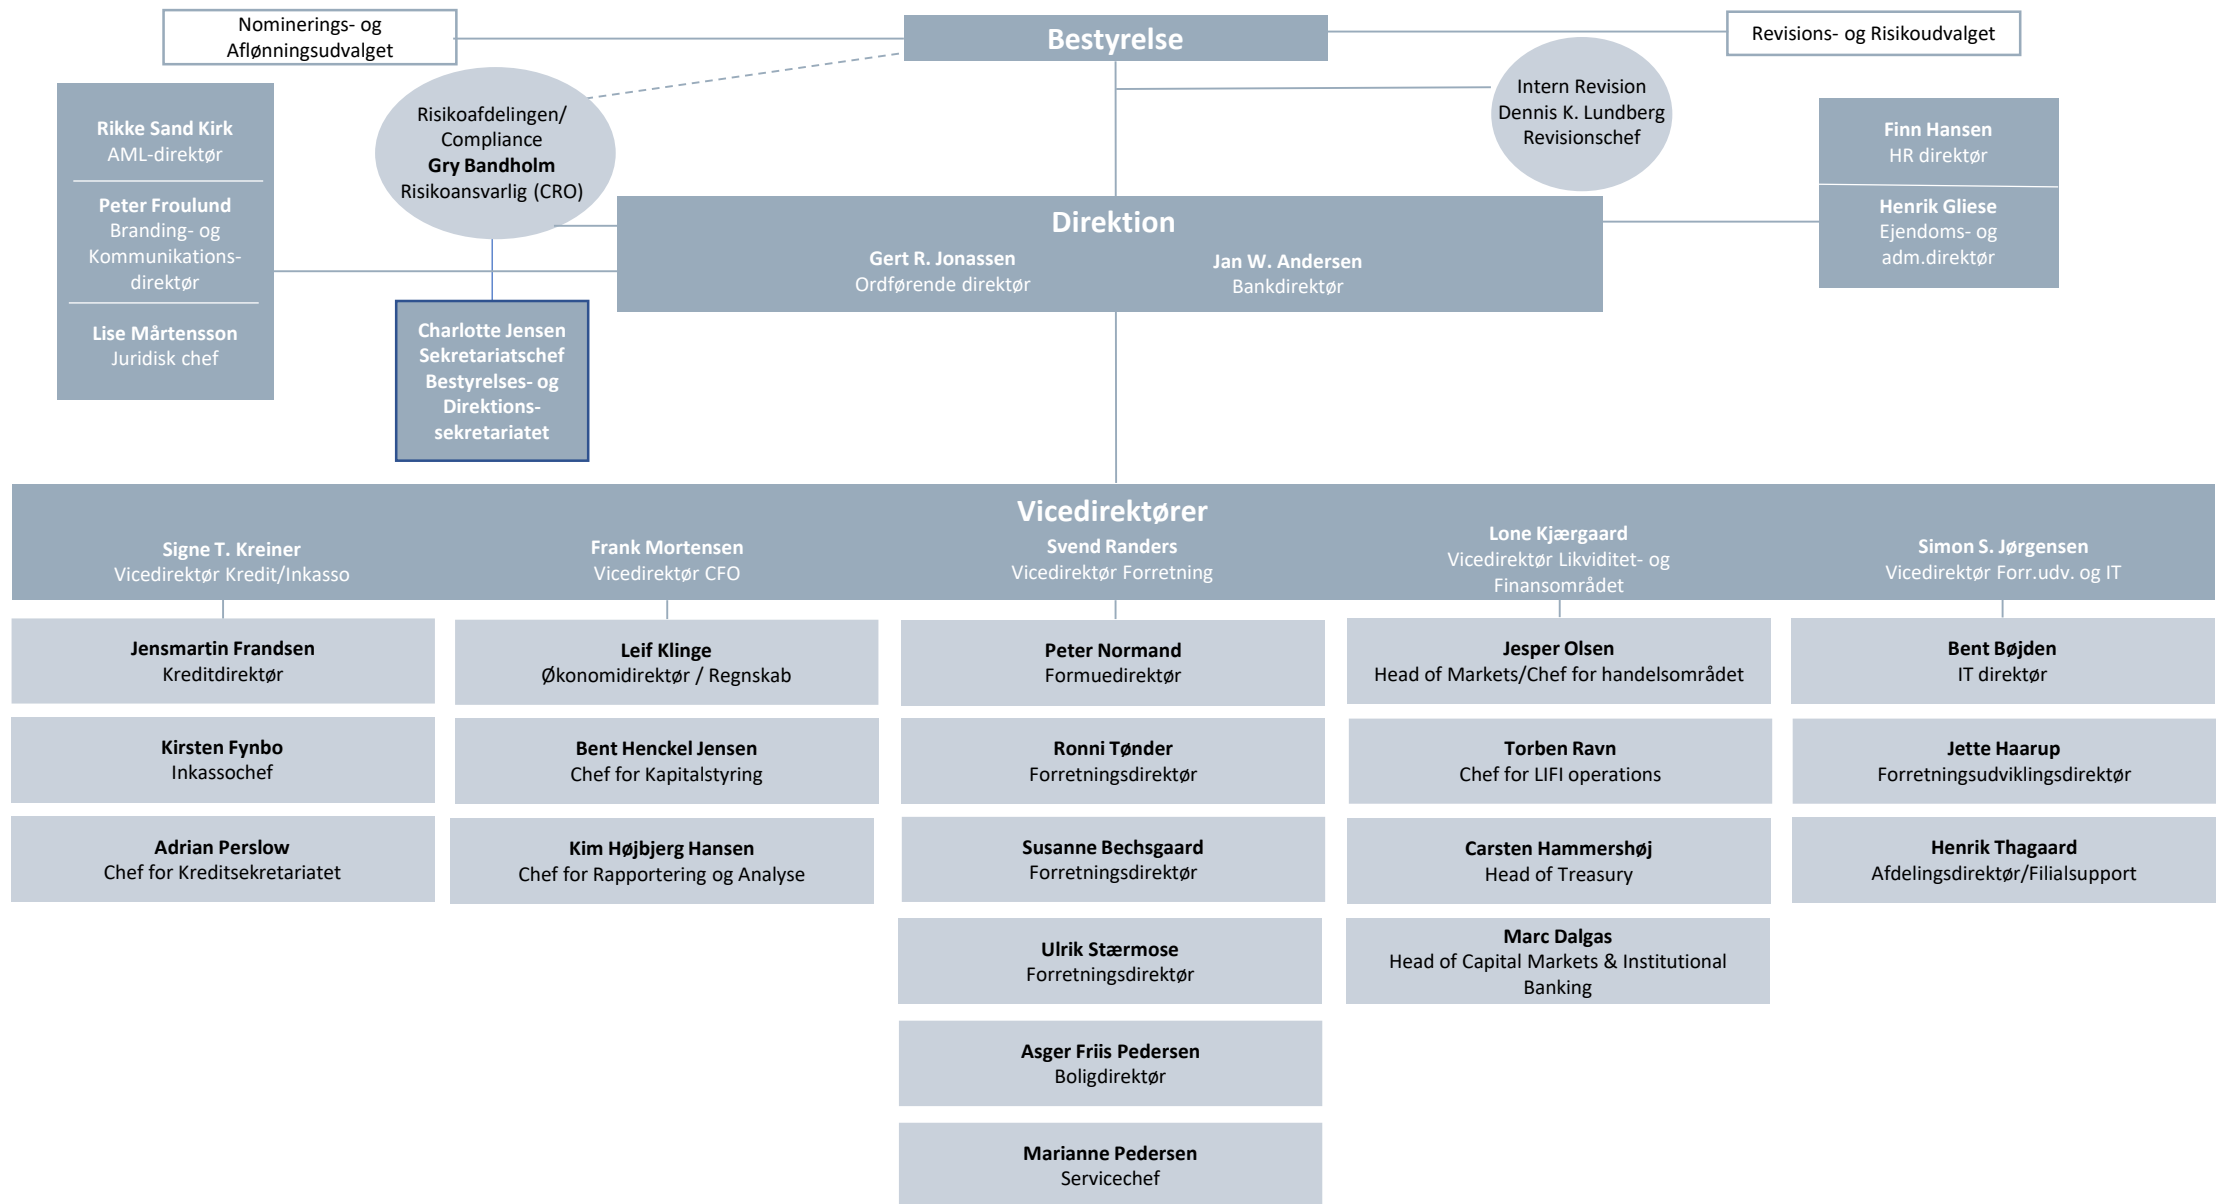 Nominerings- og
Aflønningsudvalget
Bestyrelse
Revisions- og Risikoudvalget
Rikke Sand Kirk
AML-direktør
Peter Froulund
Branding- og
Kommunikations-
direktør
Lise Mårtensson
Juridisk chef
Risikoafdelingen/
Compliance
Gry Bandholm
Risikoansvarlig (CRO)
Intern Revision
Dennis K. Lundberg
Revisionschef
Finn Hansen
HR direktør
Henrik Gliese
Ejendoms- og
adm.direktør
Direktion
Gert R. Jonassen
Ordførende direktør
Jan W. Andersen
Bankdirektør
Charlotte Jensen
Sekretariatschef
Bestyrelses- og
Direktions-
sekretariatet
Vicedirektører
Signe T. Kreiner
Vicedirektør Kredit/Inkasso
Frank Mortensen
Vicedirektør CFO
Svend Randers
Vicedirektør Forretning
Lone Kjærgaard
Vicedirektør Likviditet- og
Finansområdet
Simon S. Jørgensen
Vicedirektør Forr.udv. og IT
Jensmartin Frandsen
Kreditdirektør
Kirsten Fynbo
Inkassochef
Adrian Perslow
Chef for Kreditsekretariatet
Leif Klinge
Økonomidirektør / Regnskab
Bent Henckel Jensen
Chef for Kapitalstyring
Kim Højbjerg Hansen
Chef for Rapportering og Analyse
Peter Normand
Formuedirektør
Ronni Tønder
Forretningsdirektør
Susanne Bechsgaard
Forretningsdirektør
Ulrik Stærmose
Forretningsdirektør
Asger Friis Pedersen
Boligdirektør
Marianne Pedersen
Servicechef
Jesper Olsen
Head of Markets/Chef for handelsområdet
Torben Ravn
Chef for LIFI operations
Carsten Hammershøj
Head of Treasury
Marc Dalgas
Head of Capital Markets & Institutional
Banking
Bent Bøjden
IT direktør
Jette Haarup
Forretningsudviklingsdirektør
Henrik Thagaard
Afdelingsdirektør/Filialsupport